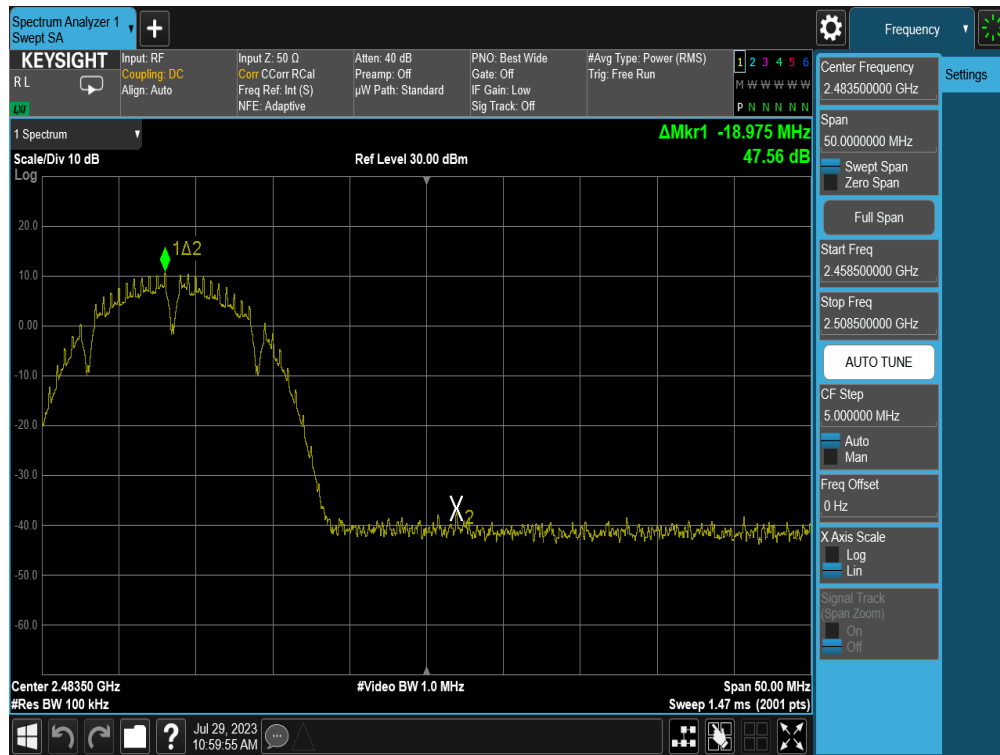 Spectrum Analyzer 1
Swept SA
+
Frequency
KEYSIGHT
R L
LXI
Input: RF
Coupling: DC
Align: Auto
Input Z: 50 Ω
Corr CCorr RCal
Freq Ref: Int (S)
NFE: Adaptive
Atten: 40 dB
Preamp: Off
µW Path: Standard
PNO: Best Wide
Gate: Off
IF Gain: Low
Sig Track: Off
#Avg Type: Power (RMS)
Trig: Free Run
1 2 3 4 5 6
M W W W W W
P N N N N N
1 Spectrum
Scale/Div 10 dB
Log
Ref Level 30.00 dBm
ΔMkr1 -18.975 MHz
47.56 dB
20.0
10.0
0.00
-10.0
-20.0
-30.0
-40.0
-50.0
-60.0
1Δ2
X2
Center 2.48350 GHz
#Res BW 100 kHz
#Video BW 1.0 MHz
Span 50.00 MHz
Sweep 1.47 ms (2001 pts)
Center Frequency
2.483500000 GHz
Span
50.0000000 MHz
Swept Span
Zero Span
Full Span
Start Freq
2.458500000 GHz
Stop Freq
2.508500000 GHz
AUTO TUNE
CF Step
5.000000 MHz
Auto
Man
Freq Offset
0 Hz
X Axis Scale
Log
Lin
Signal Track
(Span Zoom)
On
Off
Settings
?
Jul 29, 2023
10:59:55 AM